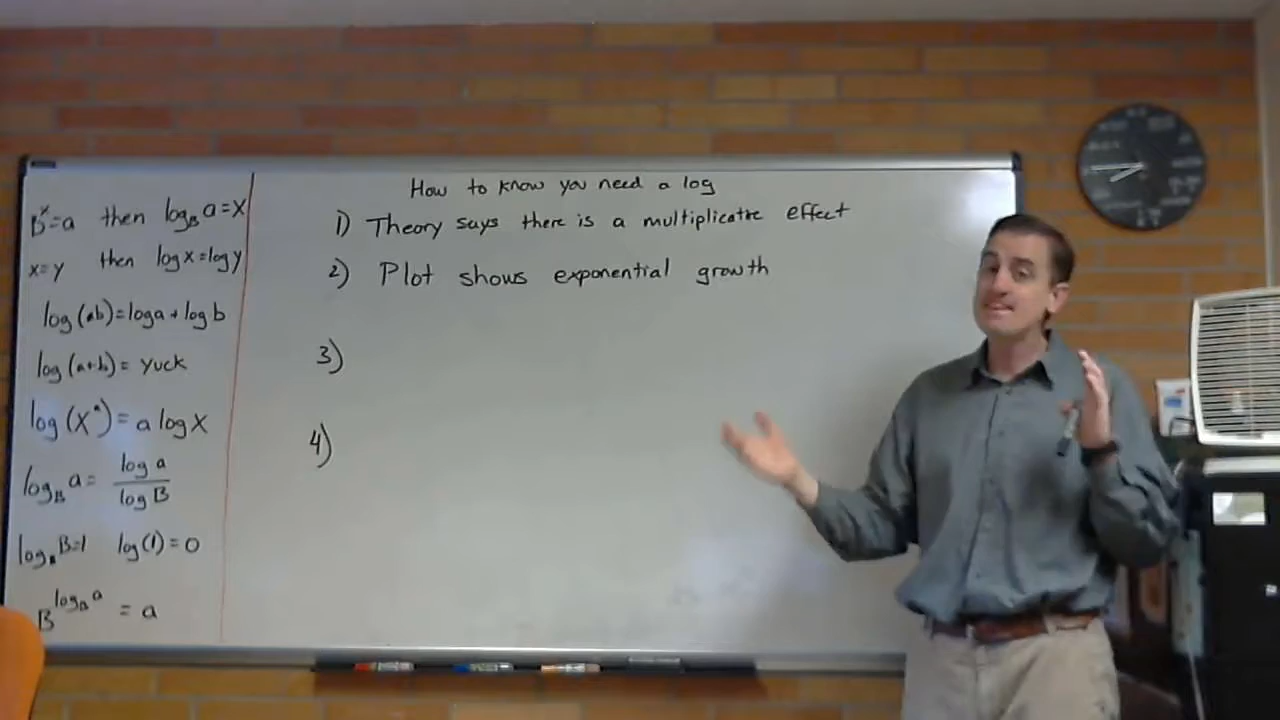 B^x=a then log_B a=x
x=y then log x=log y
log(ab)=log a + log b
log(a+b)= yuck
log(x^a)= a log x
log_B a= log a / log B
log_B B=1 log(1)=0
B^log_B a = a
How to know you need a log
1) Theory says there is a multiplicative effect
2) Plot shows exponential growth
3)
4)